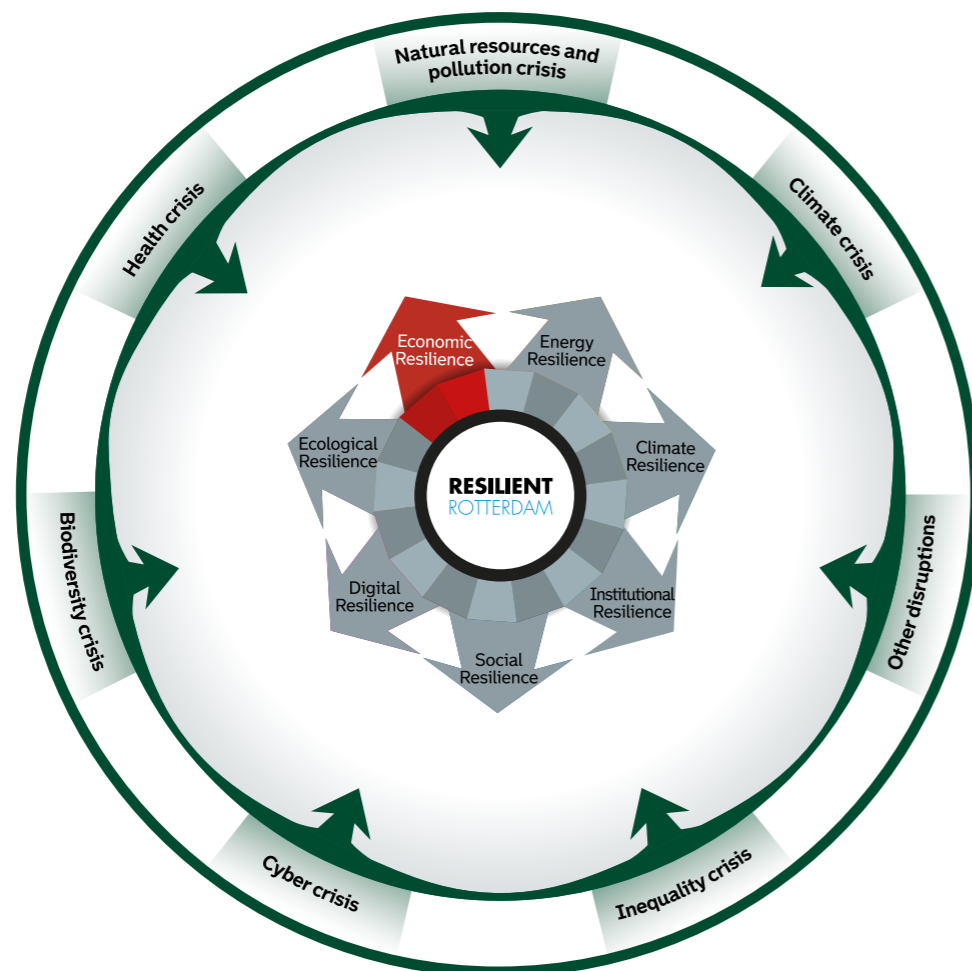 Natural resources and
pollution crisis
Climate crisis
Other disruptions
Inequality crisis
Cyber crisis
Biodiversity crisis
Health crisis
Economic
Resilience
Energy
Resilience
Climate
Resilience
Institutional
Resilience
Social
Resilience
Digital
Resilience
Ecological
Resilience
RESILIENT
ROTTERDAM